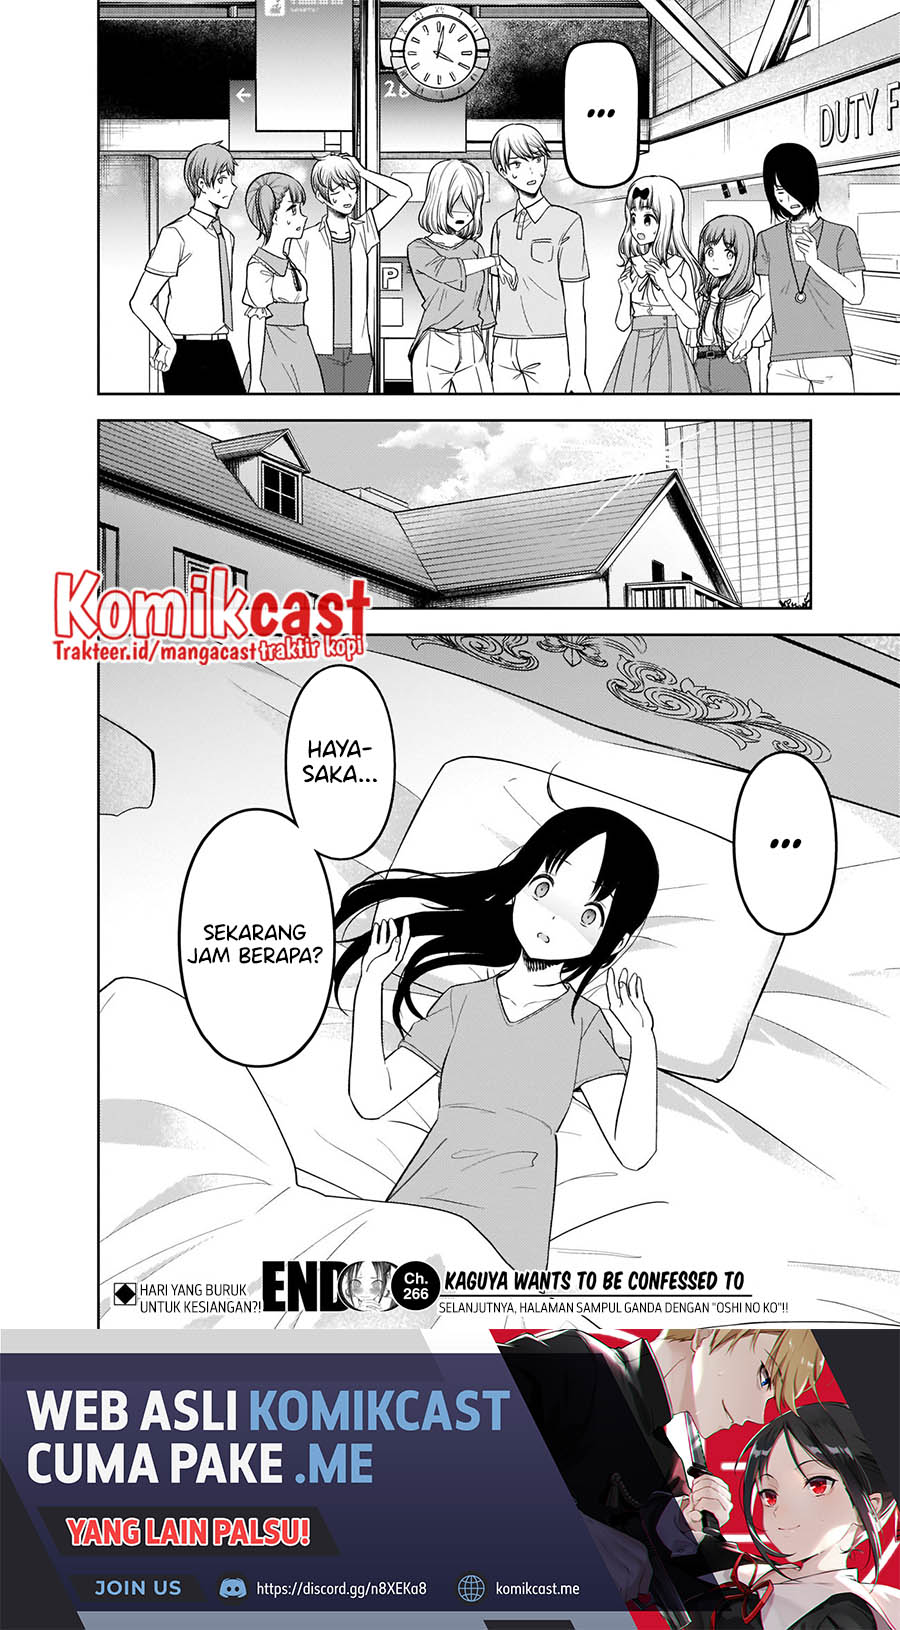 26
DUTY F
...
P
Komikcast
Trakteer.id/mangacast traktir kopi
...
HAYA-
SAKA...
SEKARANG
JAM BERAPA?
HARI YANG BURUK
UNTUK KESIANGAN?!
END
Ch.
266
KAGUYA WANTS TO BE CONFESSED TO
SELANJUTNYA, HALAMAN SAMPUL GANDA DENGAN "OSHI NO KO"!!
WEB ASLI KOMIKCAST
CUMA PAKE .ME
YANG LAIN PALSU!
JOIN US
https://discord.gg/n8XEKa8
komikcast.me